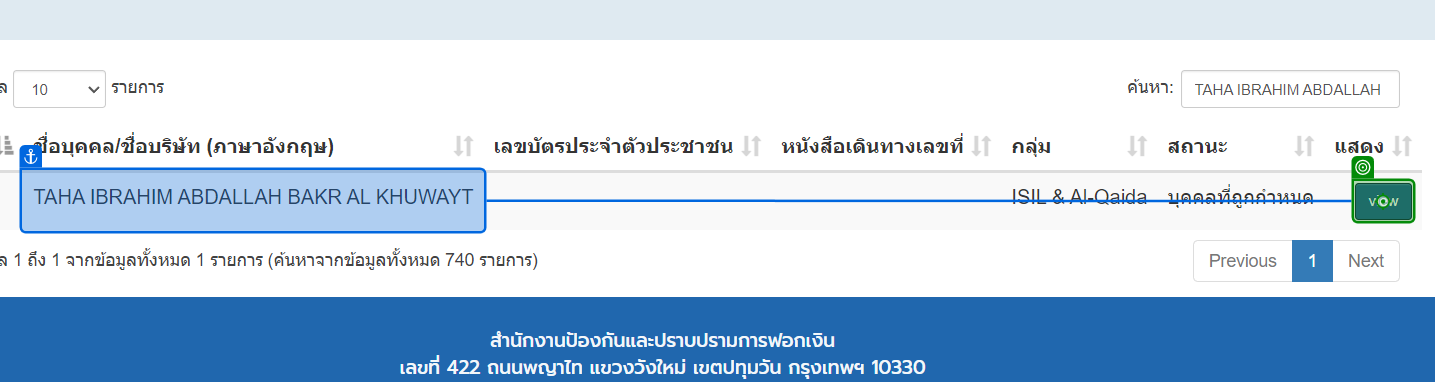 ล 10 รายการ ค้นหา: TAHA IBRAHIM ABDALLAH
ชื่อบุคคล/ชื่อบริษัท (ภาษาอังกฤษ) เลขบัตรประจำตัวประชาชน หนังสือเดินทางเลขที่ กลุ่ม สถานะ แสดง
TAHA IBRAHIM ABDALLAH BAKR AL KHUWAYT ISIL & Al-Qaida บุคคลที่ถูกกำหนด view
ล 1 ถึง 1 จากข้อมูลทั้งหมด 1 รายการ (ค้นหาจากข้อมูลทั้งหมด 740 รายการ) Previous 1 Next
สำนักงานป้องกันและปราบปรามการฟอกเงิน
เลขที่ 422 ถนนพญาไท แขวงวังใหม่ เขตปทุมวัน กรุงเทพฯ 10330